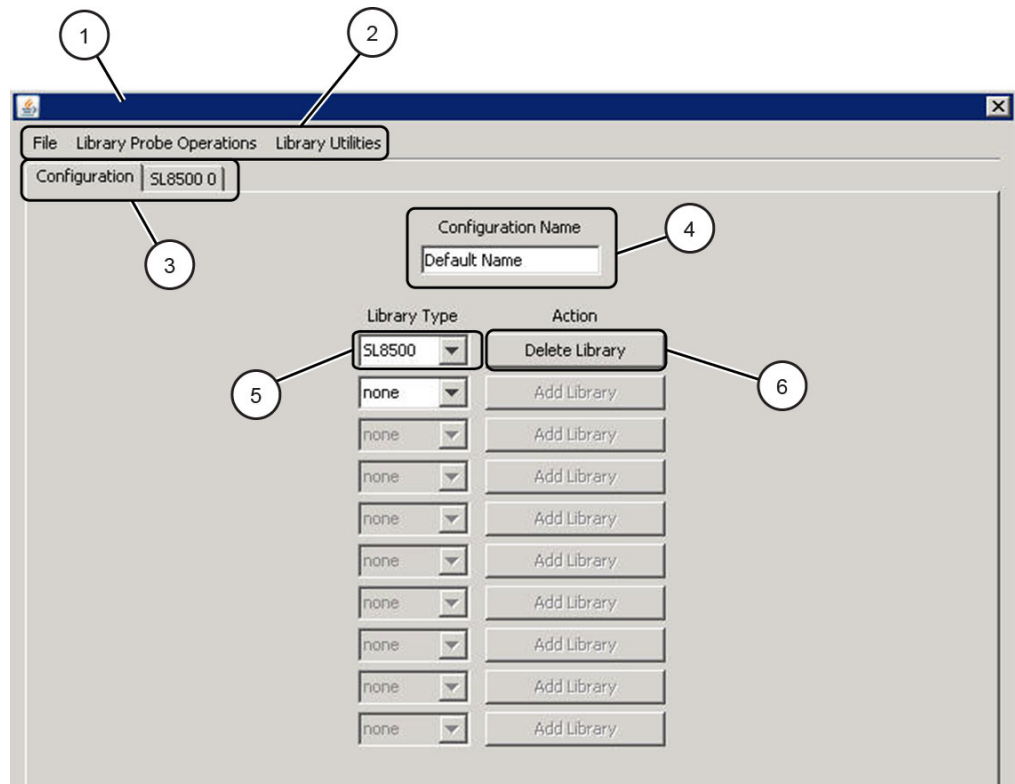 1 2
File Library Probe Operations Library Utilities
Configuration SL8500 0
3
Configuration Name
4
Default Name
Library Type Action
SL8500 Delete Library
5
6
none Add Library
none Add Library
none Add Library
none Add Library
none Add Library
none Add Library
none Add Library
none Add Library
none Add Library